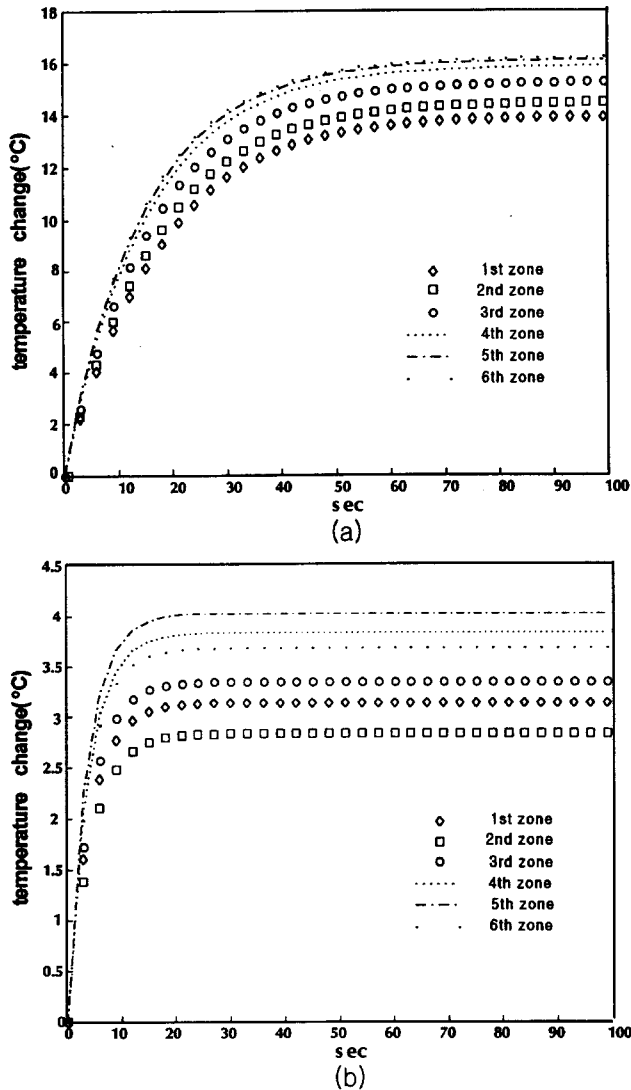 18
16
14
12
10
8
6
4
2
0
temperature change(°C)
1st zone
2nd zone
3rd zone
4th zone
5th zone
6th zone
0 10 20 30 40 50 60 70 80 90 100
sec
(a)
4.5
4
3.5
3
2.5
2
1.5
1
0.5
0
temperature change(°C)
1st zone
2nd zone
3rd zone
4th zone
5th zone
6th zone
0 10 20 30 40 50 60 70 80 90 100
sec
(b)